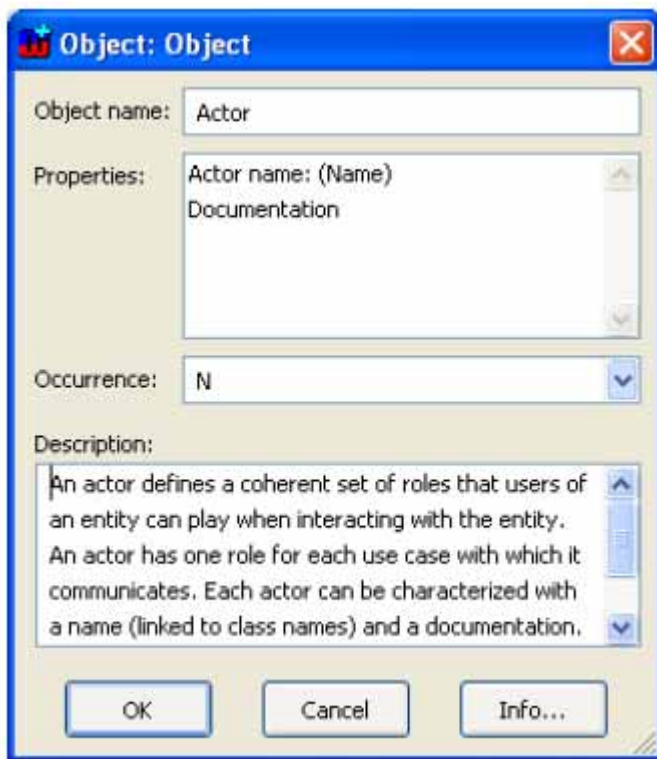 Object: Object
Object name: Actor
Properties: Actor name: (Name)
Documentation
Occurrence: N
Description:
An actor defines a coherent set of roles that users of
an entity can play when interacting with the entity.
An actor has one role for each use case with which it
communicates. Each actor can be characterized with
a name (linked to class names) and a documentation.
OK Cancel Info...